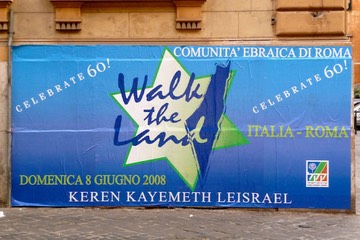 COMUNITA' EBRAICA DI ROMA
CELEBRATE 60!
CELEBRATE 60!
Walk
the
Land
ITALIA - ROMA
DOMENICA 8 GIUGNO 2008
KEREN KAYEMETH LEISRAEL